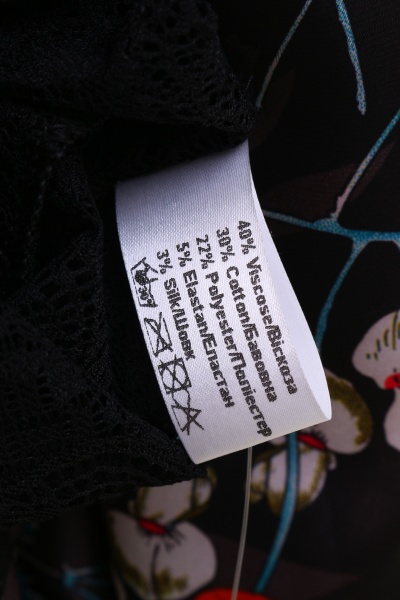 40% Viscose/Віскоза
30% Cotton/Бавовна
22% Polyester/Поліестер
5% Elastan/Еластан
3% Silk/Шовк